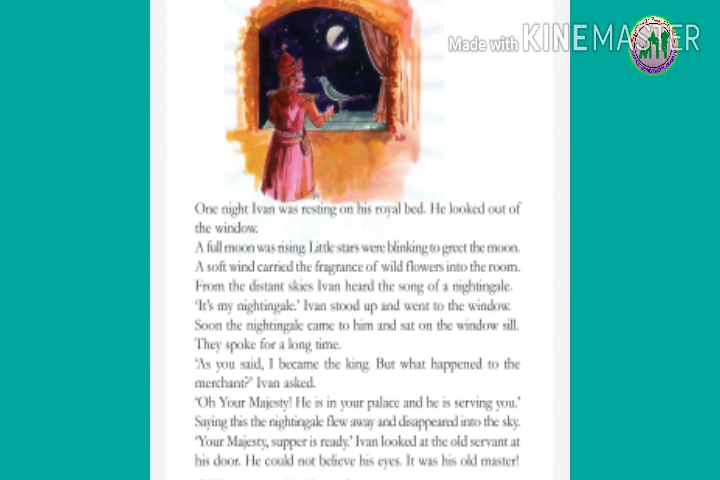 Made with KINEMASTER
One night Ivan was resting on his royal bed. He looked out of
the window.
A full moon was rising. Little stars were blinking to greet the moon.
A soft wind carried the fragrance of wild flowers into the room.
From the distant skies Ivan heard the song of a nightingale.
'It's my nightingale.' Ivan stood up and went to the window.
Soon the nightingale came to him and sat on the window sill.
They spoke for a long time.
'As you said, I became the king. But what happened to the
merchant?' Ivan asked.
'Oh Your Majesty! He is in your palace and he is serving you.'
Saying this the nightingale flew away and disappeared into the sky.
'Your Majesty, supper is ready.' Ivan looked at the old servant at
his door. He could not believe his eyes. It was his old master!